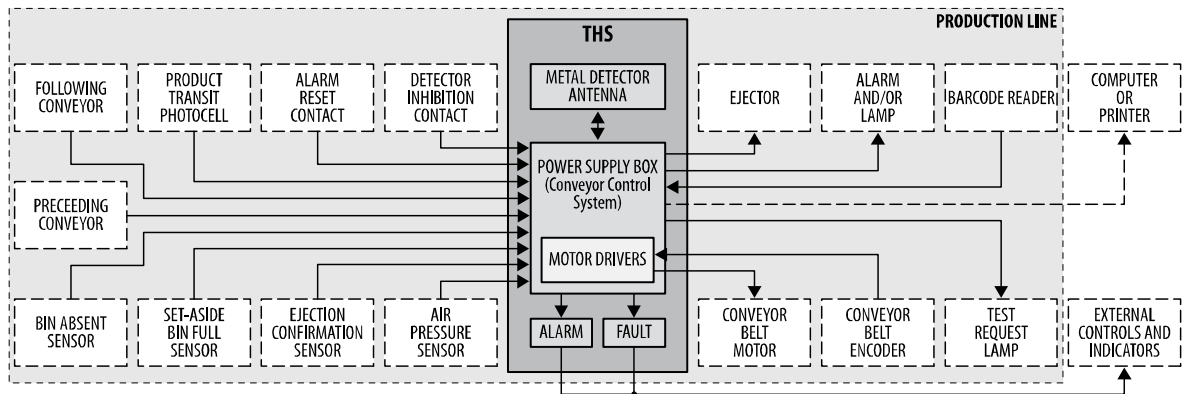 PRODUCTION LINE
THS
METAL DETECTOR
ANTENNA
FOLLOWING
CONVEYOR
PRODUCT
TRANSIT
PHOTOCELL
ALARM
RESET
CONTACT
DETECTOR
INHIBITION
CONTACT
EJECTOR
ALARM
AND/OR
LAMP
BARCODE READER
COMPUTER
OR
PRINTER
POWER SUPPLY BOX
(Conveyor Control
System)
PRECEEDING
CONVEYOR
MOTOR DRIVERS
BIN ABSENT
SENSOR
SET-ASIDE
BIN FULL
SENSOR
EJECTION
CONFIRMATION
SENSOR
AIR
PRESSURE
SENSOR
ALARM
FAULT
CONVEYOR
BELT
MOTOR
CONVEYOR
BELT
ENCODER
TEST
REQUEST
LAMP
EXTERNAL
CONTROLS AND
INDICATORS